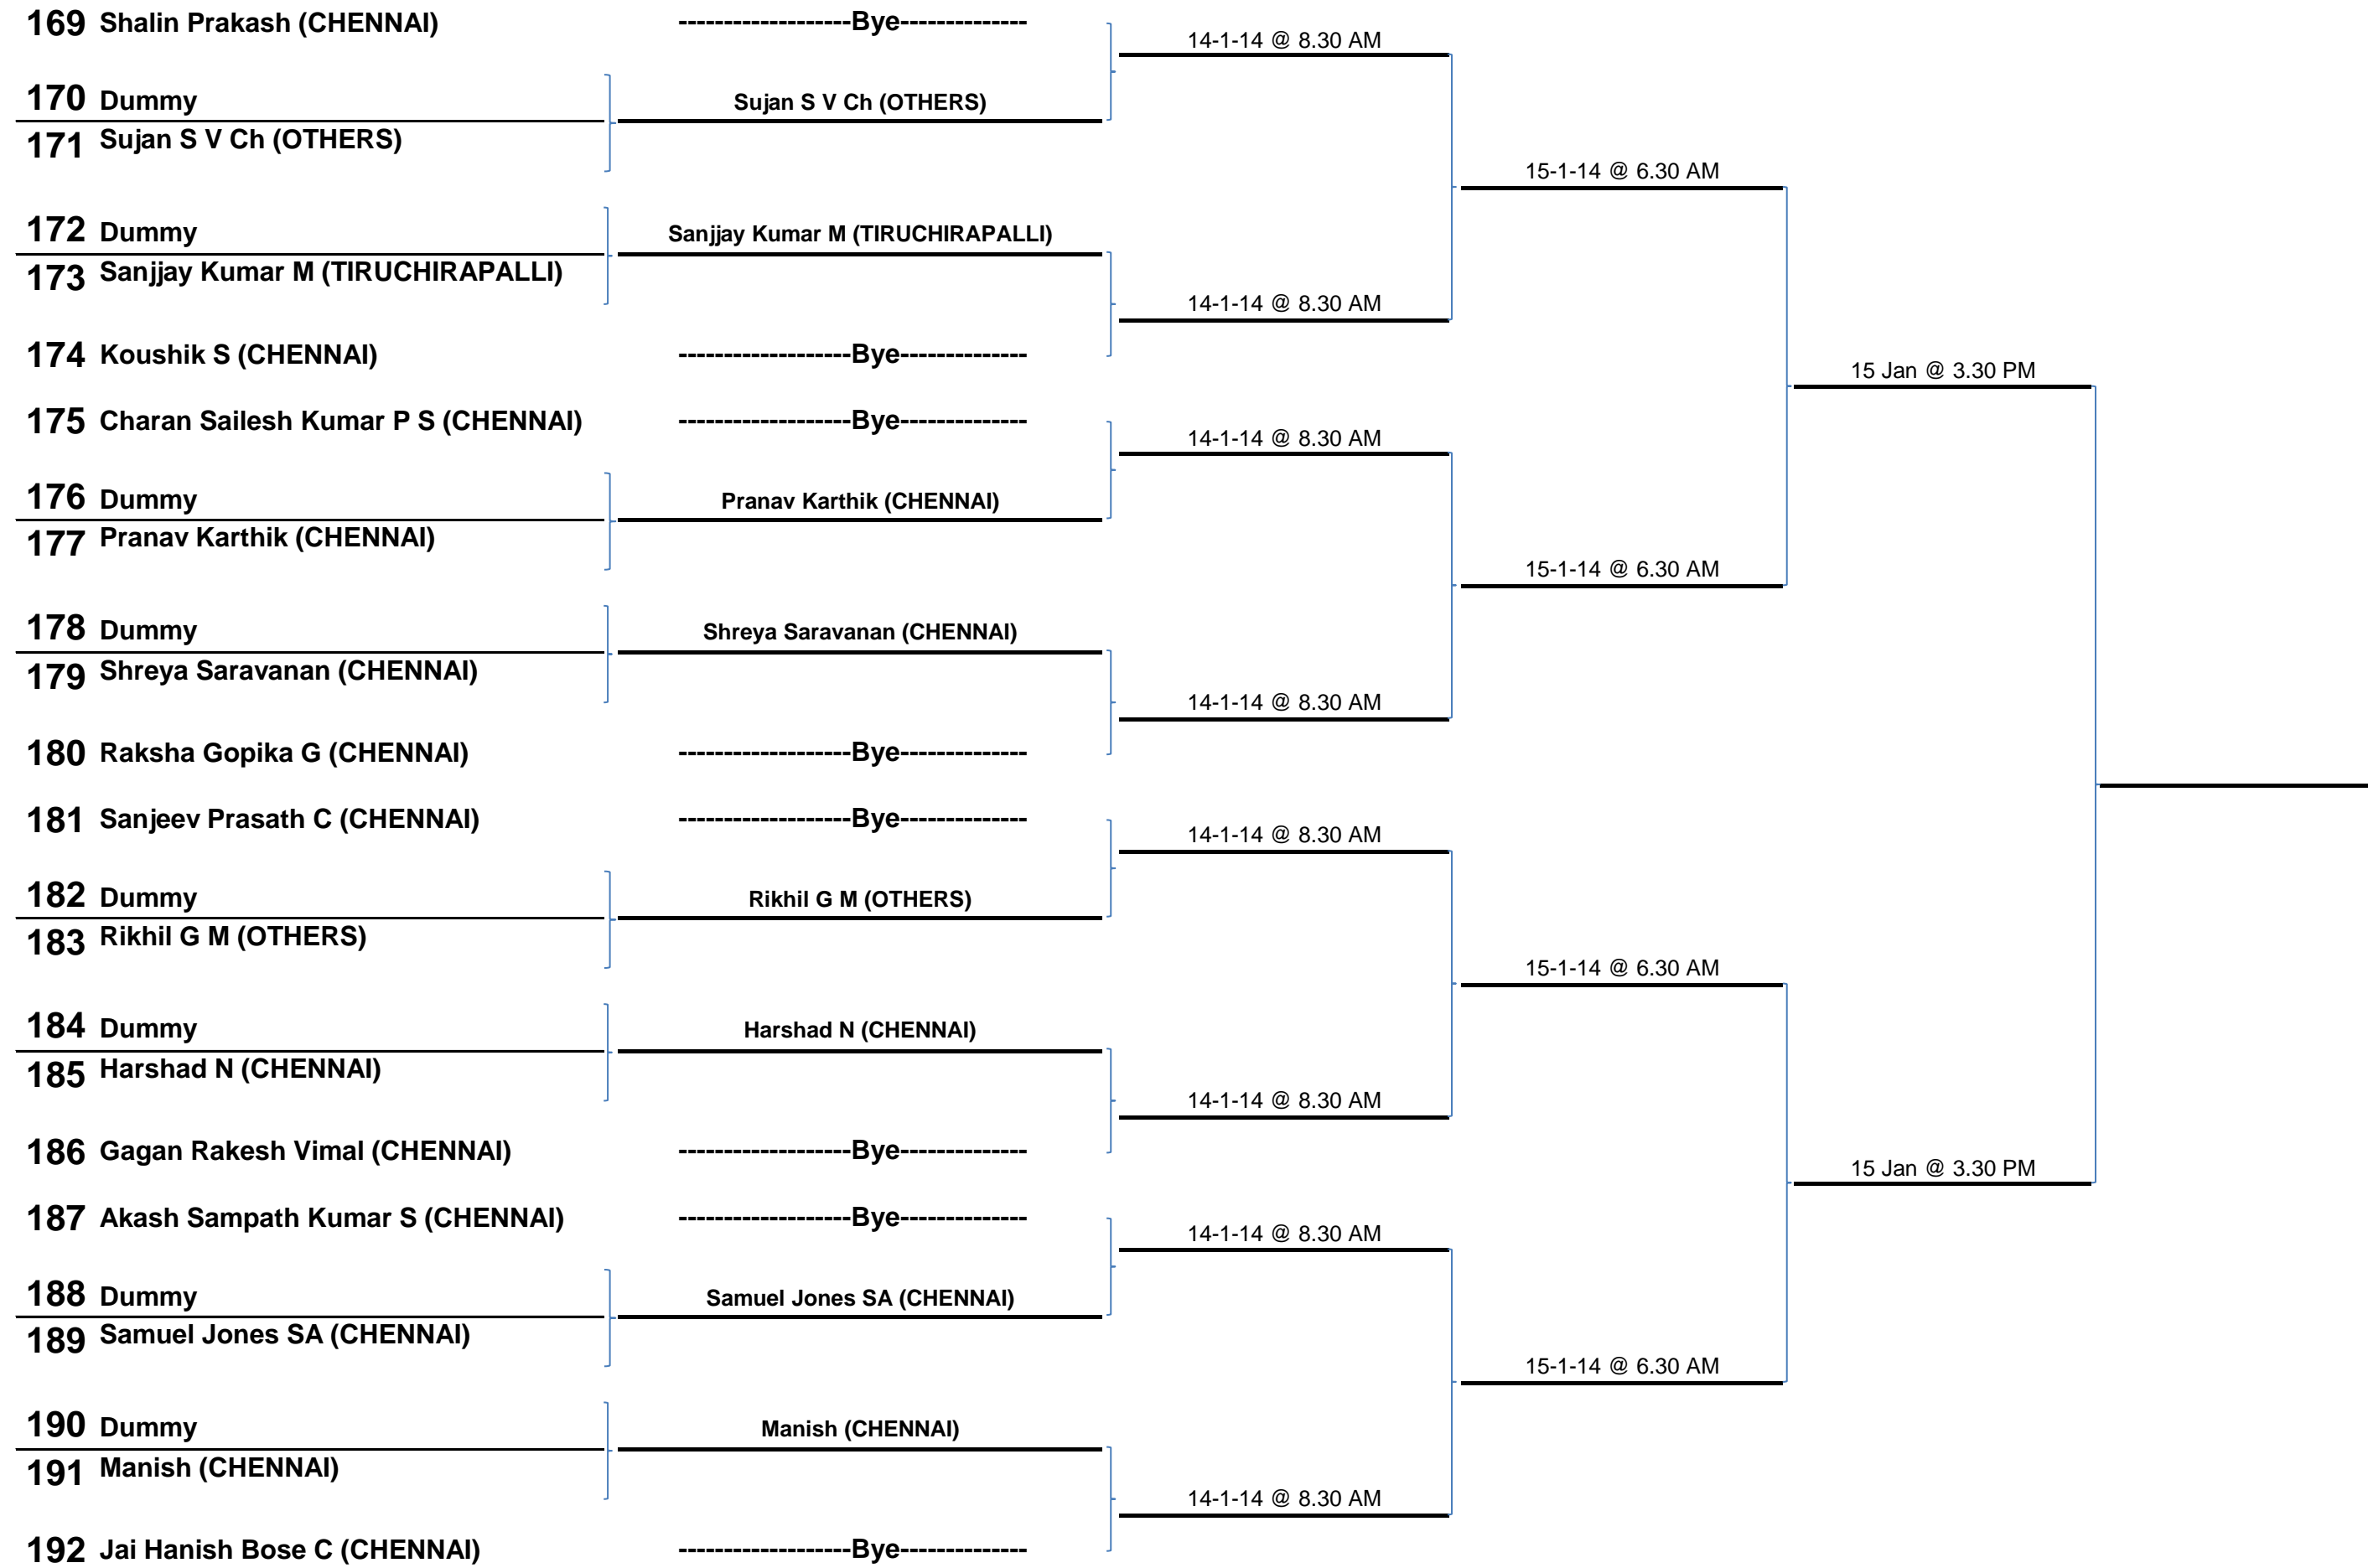 169 Shalin Prakash (CHENNAI) -------------------Bye--------------
14-1-14 @ 8.30 AM
170 Dummy Sujan S V Ch (OTHERS)
171 Sujan S V Ch (OTHERS)
15-1-14 @ 6.30 AM
172 Dummy Sanjjay Kumar M (TIRUCHIRAPALLI)
173 Sanjjay Kumar M (TIRUCHIRAPALLI)
14-1-14 @ 8.30 AM
174 Koushik S (CHENNAI) -------------------Bye--------------
15 Jan @ 3.30 PM
175 Charan Sailesh Kumar P S (CHENNAI) -------------------Bye--------------
14-1-14 @ 8.30 AM
176 Dummy Pranav Karthik (CHENNAI)
177 Pranav Karthik (CHENNAI)
15-1-14 @ 6.30 AM
178 Dummy Shreya Saravanan (CHENNAI)
179 Shreya Saravanan (CHENNAI)
14-1-14 @ 8.30 AM
180 Raksha Gopika G (CHENNAI) -------------------Bye--------------
181 Sanjeev Prasath C (CHENNAI) -------------------Bye--------------
14-1-14 @ 8.30 AM
182 Dummy Rikhil G M (OTHERS)
183 Rikhil G M (OTHERS)
15-1-14 @ 6.30 AM
184 Dummy Harshad N (CHENNAI)
185 Harshad N (CHENNAI)
14-1-14 @ 8.30 AM
186 Gagan Rakesh Vimal (CHENNAI) -------------------Bye--------------
15 Jan @ 3.30 PM
187 Akash Sampath Kumar S (CHENNAI) -------------------Bye--------------
14-1-14 @ 8.30 AM
188 Dummy Samuel Jones SA (CHENNAI)
189 Samuel Jones SA (CHENNAI)
15-1-14 @ 6.30 AM
190 Dummy Manish (CHENNAI)
191 Manish (CHENNAI)
14-1-14 @ 8.30 AM
192 Jai Hanish Bose C (CHENNAI) -------------------Bye--------------